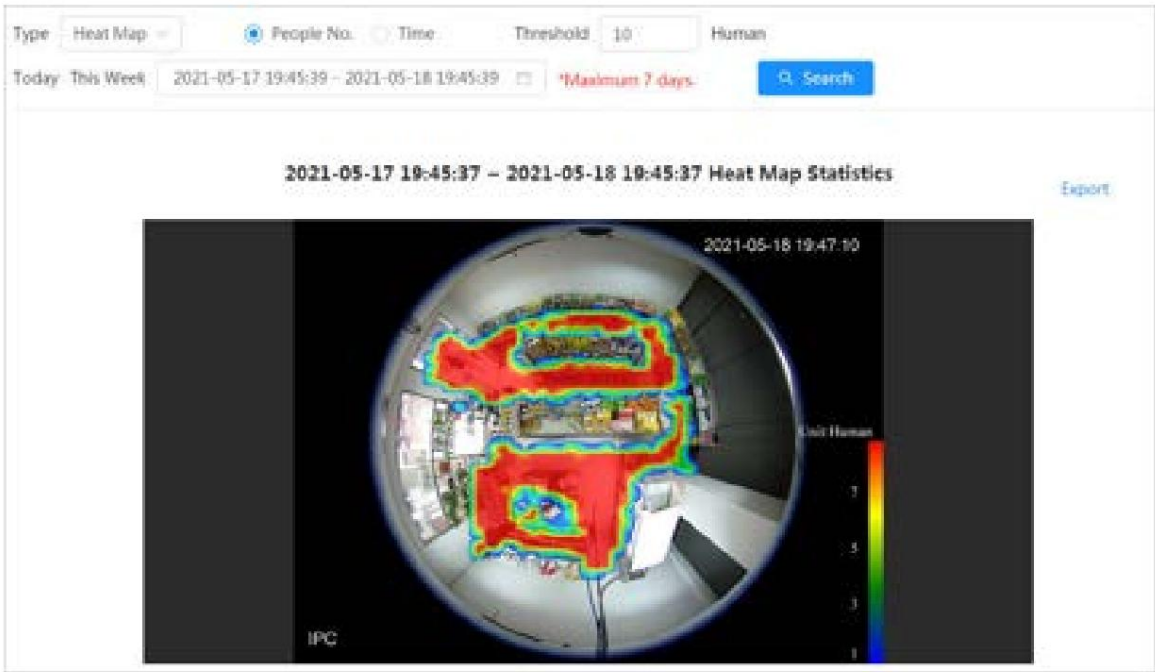 Type Heat Map People No. Time Threshold 10 Human
Today This Week 2021-05-17 19:45:39 - 2021-05-18 19:45:39 *Maximum 7 days. Search
2021-05-17 19:45:37 - 2021-05-18 19:45:37 Heat Map Statistics
Export
2021-05-18 19:47:10
Unit Human
7
5
3
1
IPC